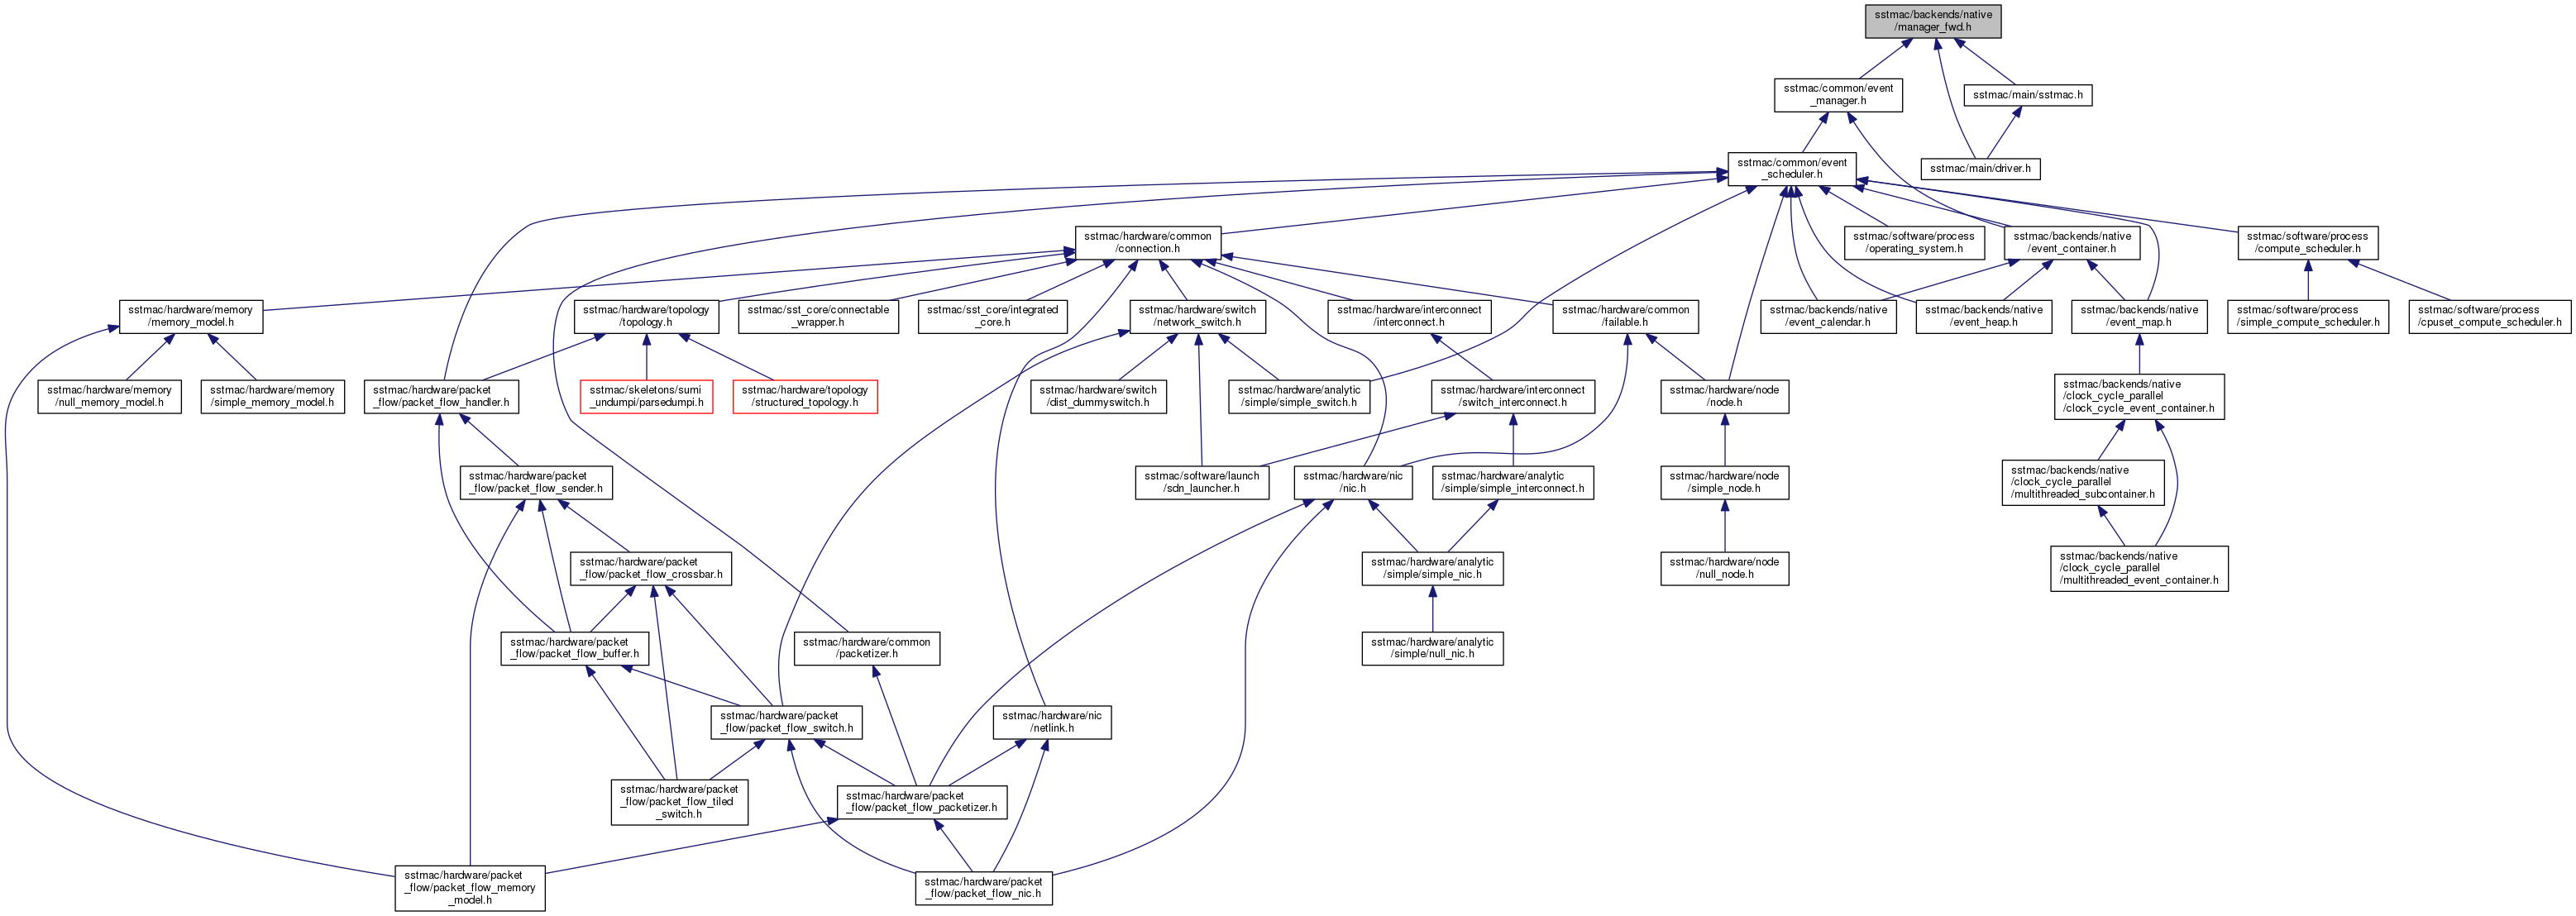 sstmac/backends/native
/manager_fwd.h
sstmac/common/event
_manager.h
sstmac/main/sstmac.h
sstmac/common/event
_scheduler.h
sstmac/main/driver.h
sstmac/hardware/common
/connection.h
sstmac/software/process
/operating_system.h
sstmac/backends/native
/event_container.h
sstmac/software/process
/compute_scheduler.h
sstmac/hardware/memory
/memory_model.h
sstmac/hardware/topology
/topology.h
sstmac/sst_core/connectable
_wrapper.h
sstmac/sst_core/integrated
_core.h
sstmac/hardware/switch
/network_switch.h
sstmac/hardware/interconnect
/interconnect.h
sstmac/hardware/common
/failable.h
sstmac/backends/native
/event_calendar.h
sstmac/backends/native
/event_heap.h
sstmac/backends/native
/event_map.h
sstmac/software/process
/simple_compute_scheduler.h
sstmac/software/process
/cpuset_compute_scheduler.h
sstmac/hardware/memory
/null_memory_model.h
sstmac/hardware/memory
/simple_memory_model.h
sstmac/hardware/packet
_flow/packet_flow_handler.h
sstmac/skeletons/sumi
_undumpi/parsedumpi.h
sstmac/hardware/topology
/structured_topology.h
sstmac/hardware/switch
/dist_dummyswitch.h
sstmac/hardware/analytic
/simple/simple_switch.h
sstmac/hardware/interconnect
/switch_interconnect.h
sstmac/hardware/node
/node.h
sstmac/backends/native
/clock_cycle_parallel
/clock_cycle_event_container.h
sstmac/hardware/packet
_flow/packet_flow_sender.h
sstmac/software/launch
/sdn_launcher.h
sstmac/hardware/nic
/nic.h
sstmac/hardware/analytic
/simple/simple_interconnect.h
sstmac/hardware/node
/simple_node.h
sstmac/backends/native
/clock_cycle_parallel
/multithreaded_subcontainer.h
sstmac/hardware/packet
_flow/packet_flow_crossbar.h
sstmac/hardware/analytic
/simple/simple_nic.h
sstmac/hardware/node
/null_node.h
sstmac/backends/native
/clock_cycle_parallel
/multithreaded_event_container.h
sstmac/hardware/packet
_flow/packet_flow_buffer.h
sstmac/hardware/common
/packetizer.h
sstmac/hardware/analytic
/simple/null_nic.h
sstmac/hardware/packet
_flow/packet_flow_switch.h
sstmac/hardware/nic
/netlink.h
sstmac/hardware/packet
_flow/packet_flow_tiled
_switch.h
sstmac/hardware/packet
_flow/packet_flow_packetizer.h
sstmac/hardware/packet
_flow/packet_flow_memory
_model.h
sstmac/hardware/packet
_flow/packet_flow_nic.h